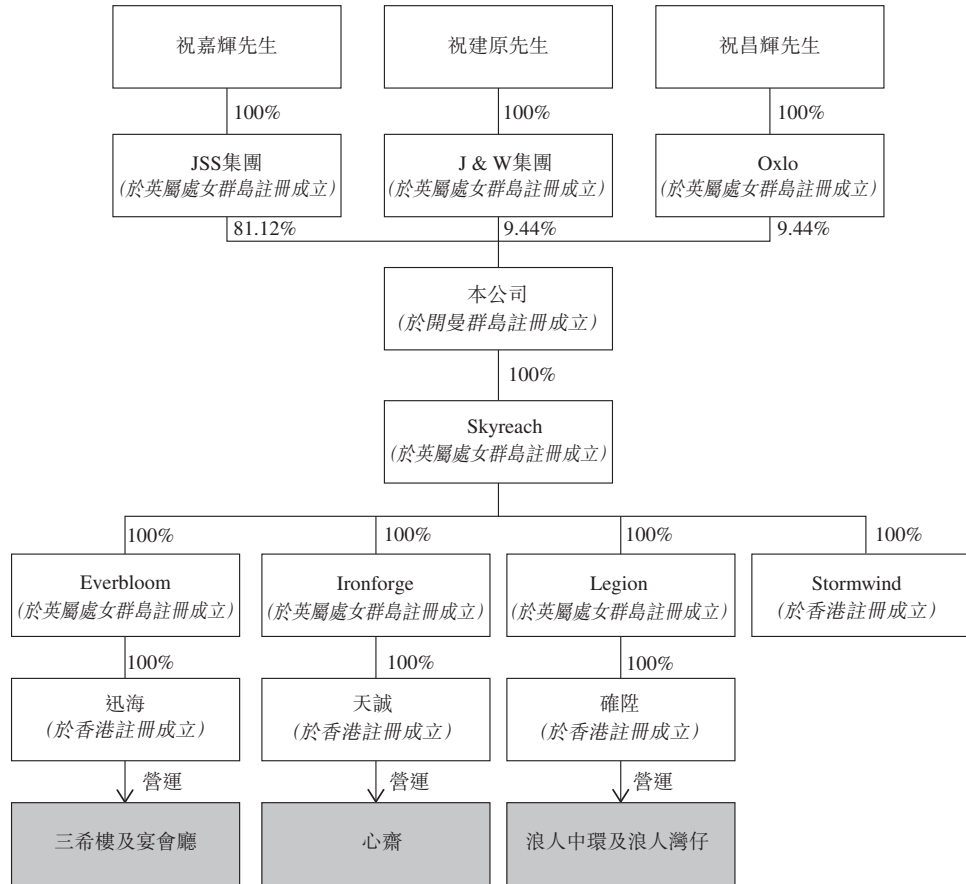 祝嘉輝先生
祝建原先生
祝昌輝先生
100%
100%
100%
JSS集團
(於英屬處女群島註冊成立)
J & W集團
(於英屬處女群島註冊成立)
Oxlo
(於英屬處女群島註冊成立)
81.12%
9.44%
9.44%
本公司
(於開曼群島註冊成立)
100%
Skyreach
(於英屬處女群島註冊成立)
100%
100%
100%
100%
Everbloom
(於英屬處女群島註冊成立)
Ironforge
(於英屬處女群島註冊成立)
Legion
(於英屬處女群島註冊成立)
Stormwind
(於香港註冊成立)
100%
100%
100%
迅海
(於香港註冊成立)
天誠
(於香港註冊成立)
確陞
(於香港註冊成立)
營運
營運
營運
三希樓及宴會廳
心齋
浪人中環及浪人灣仔